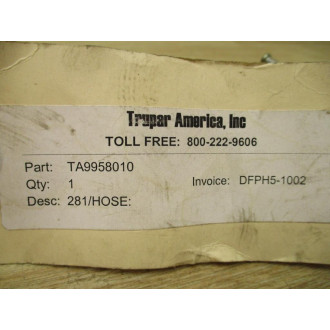 Trupar America, Inc
TOLL FREE: 800-222-9606
Part: TA9958010
Qty: 1 Invoice: DFPH5-1002
Desc: 281/HOSE: